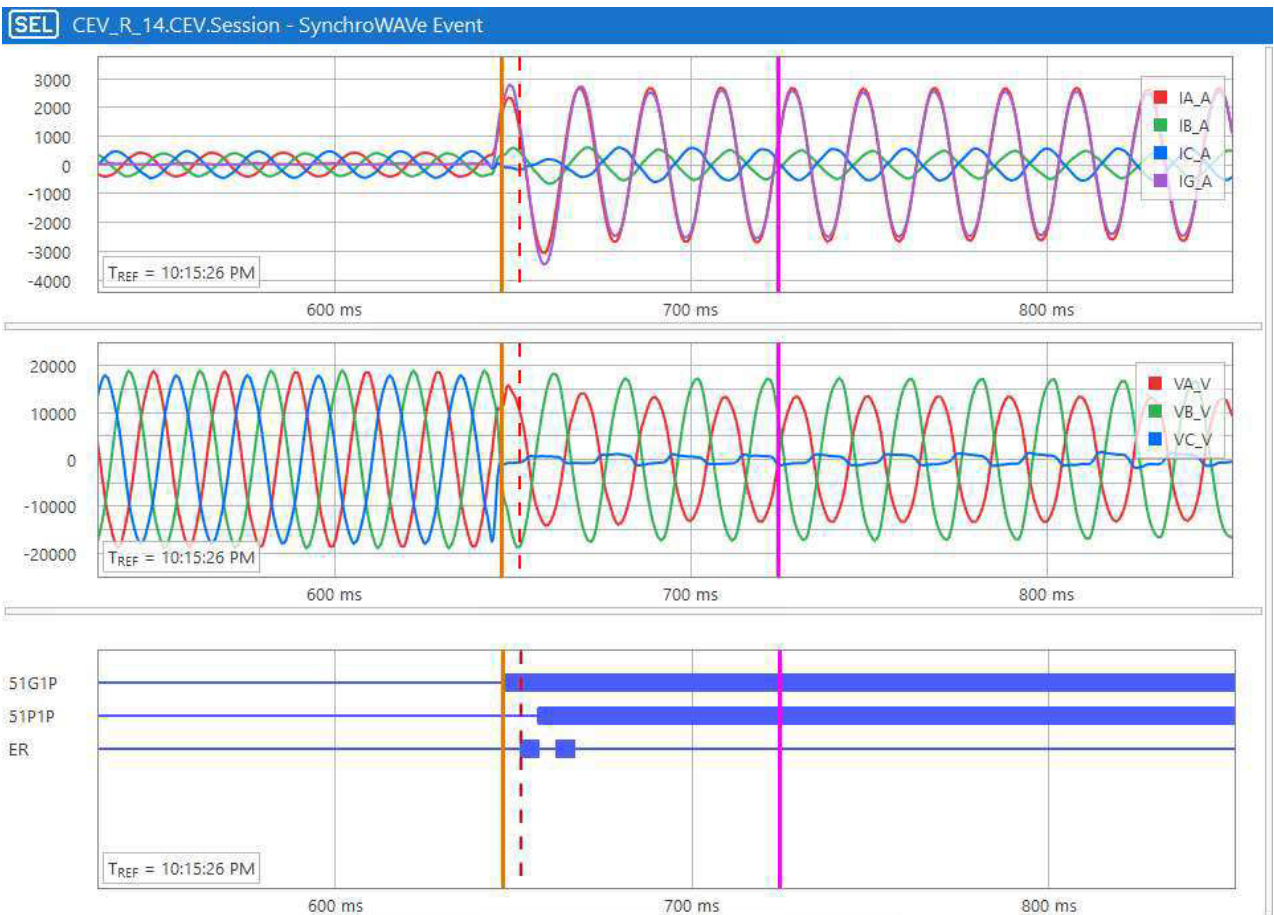 SEL CEV_R_14.CEV.Session - SynchroWAVe Event
3000
2000
1000
0
-1000
-2000
-3000
-4000
IA_A
IB_A
IC_A
IG_A
TREF = 10:15:26 PM
600 ms 700 ms 800 ms
20000
10000
0
-10000
-20000
VA_V
VB_V
VC_V
TREF = 10:15:26 PM
600 ms 700 ms 800 ms
51G1P
51P1P
ER
TREF = 10:15:26 PM
600 ms 700 ms 800 ms